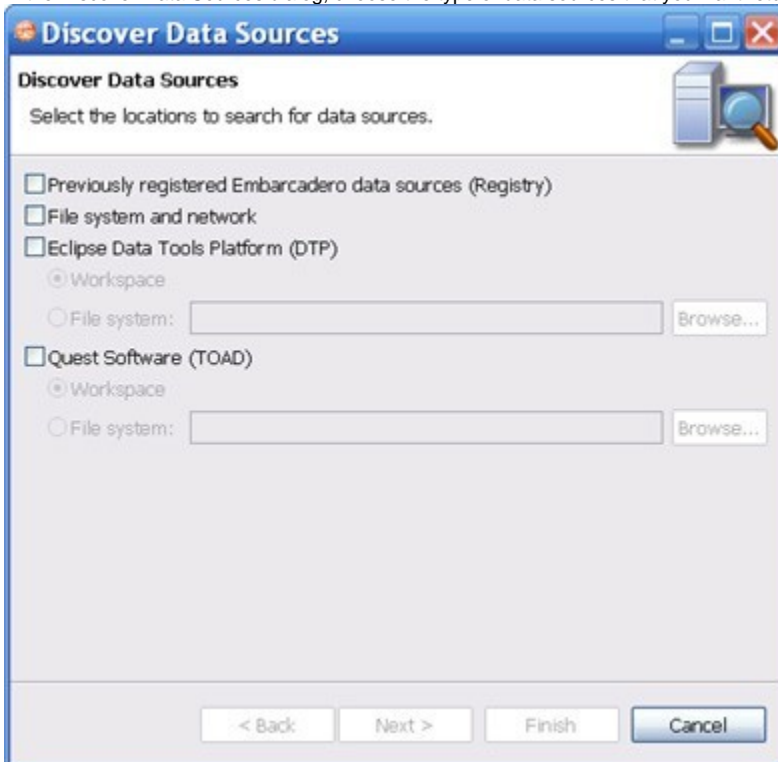 Discover Data Sources
Discover Data Sources
Select the locations to search for data sources.
Previously registered Embarcadero data sources (Registry)
File system and network
Eclipse Data Tools Platform (DTP)
Workspace
File system:
Browse...
Quest Software (TOAD)
Workspace
File system:
Browse...
< Back Next > Finish Cancel